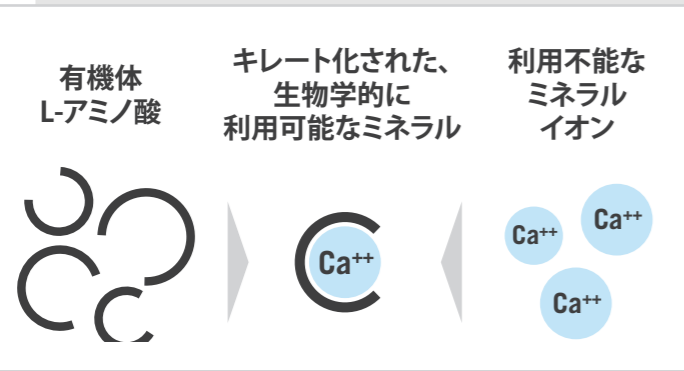 有機体
L-アミノ酸
キレート化された、
生物学的に
利用可能なミネラル
利用不能な
ミネラル
イオン
Ca++
Ca++
Ca++
Ca++